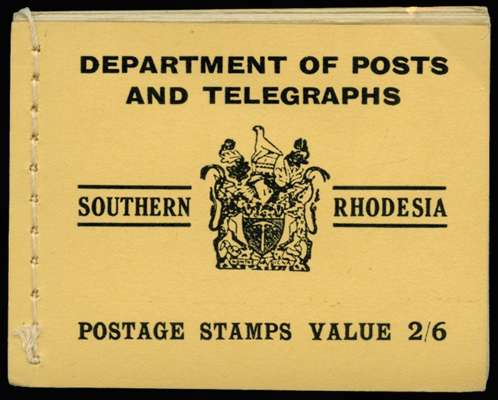 DEPARTMENT OF POSTS
AND TELEGRAPHS
SOUTHERN RHODESIA
POSTAGE STAMPS VALUE 2/6